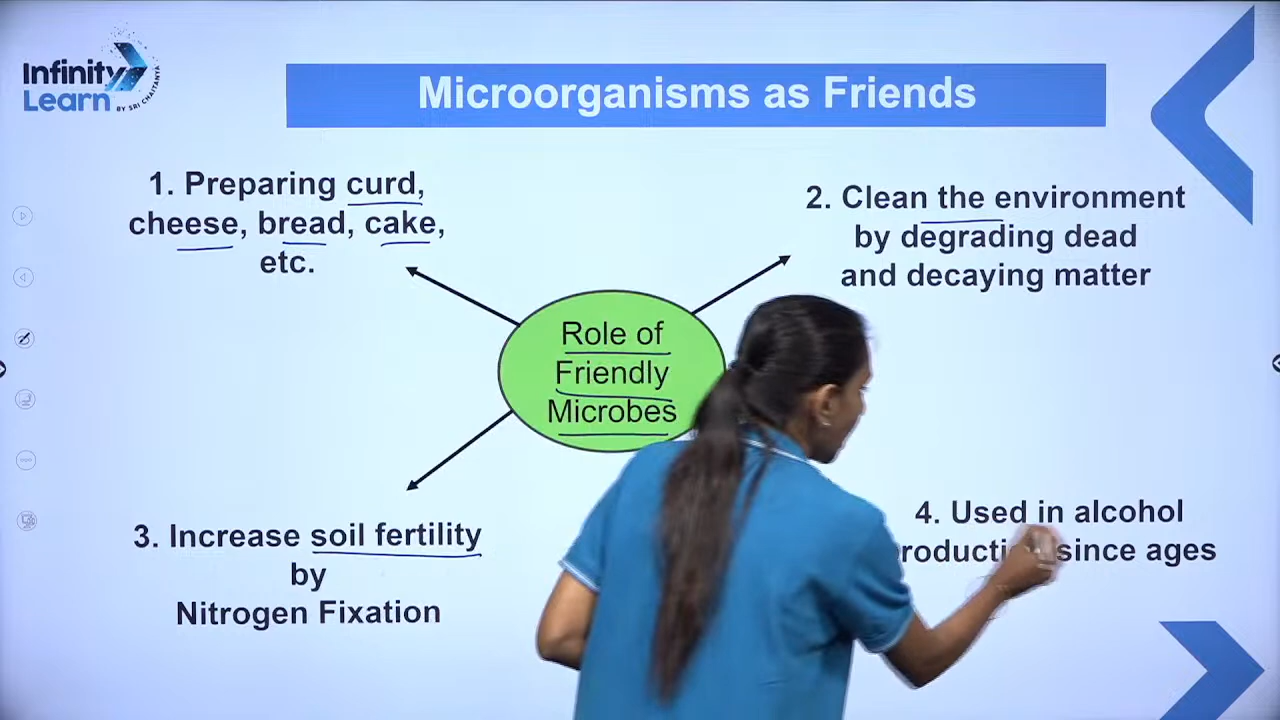 Infinity
Learn
BY SRI CHAITANYA
Microorganisms as Friends
1. Preparing curd,
cheese, bread, cake,
etc.
2. Clean the environment
by degrading dead
and decaying matter
Role of
Friendly
Microbes
3. Increase soil fertility
by
Nitrogen Fixation
4. Used in alcohol
since ages